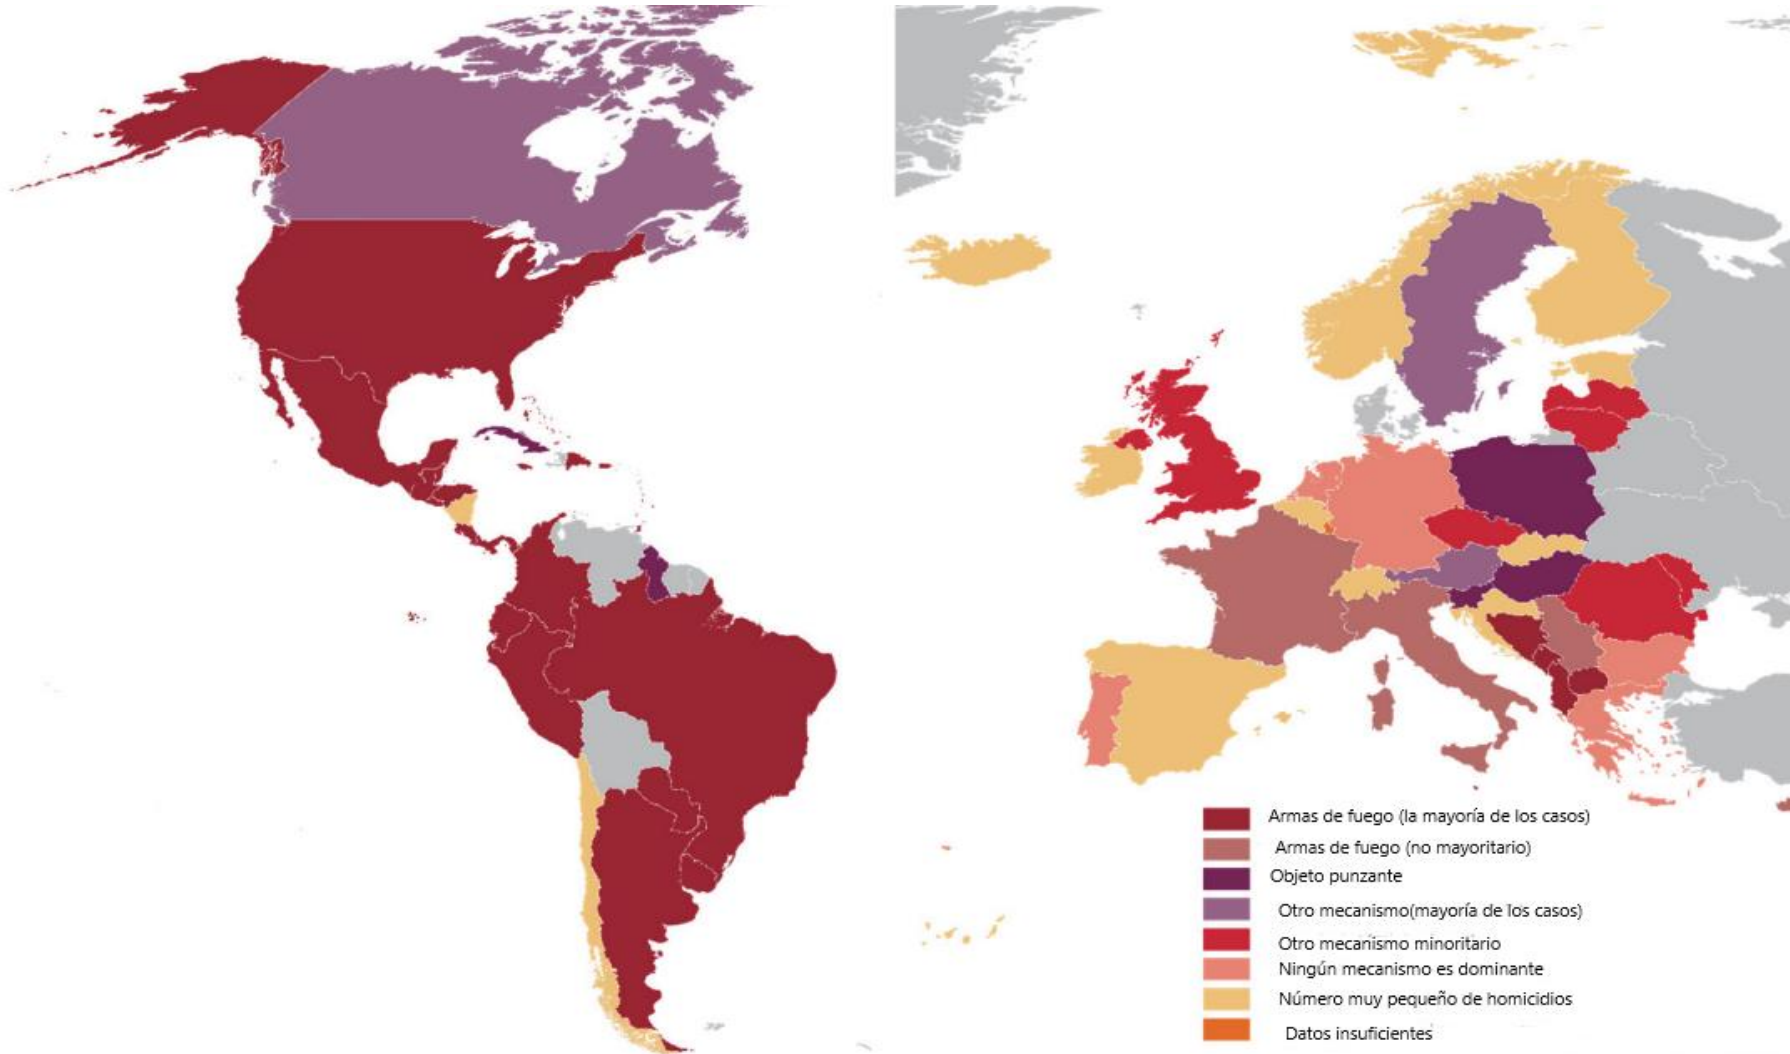 Armas de fuego (la mayoría de los casos)
Armas de fuego (no mayoritario)
Objeto punzante
Otro mecanismo(mayoría de los casos)
Otro mecanismo minoritario
Ningún mecanismo es dominante
Número muy pequeño de homicidios
Datos insuficientes